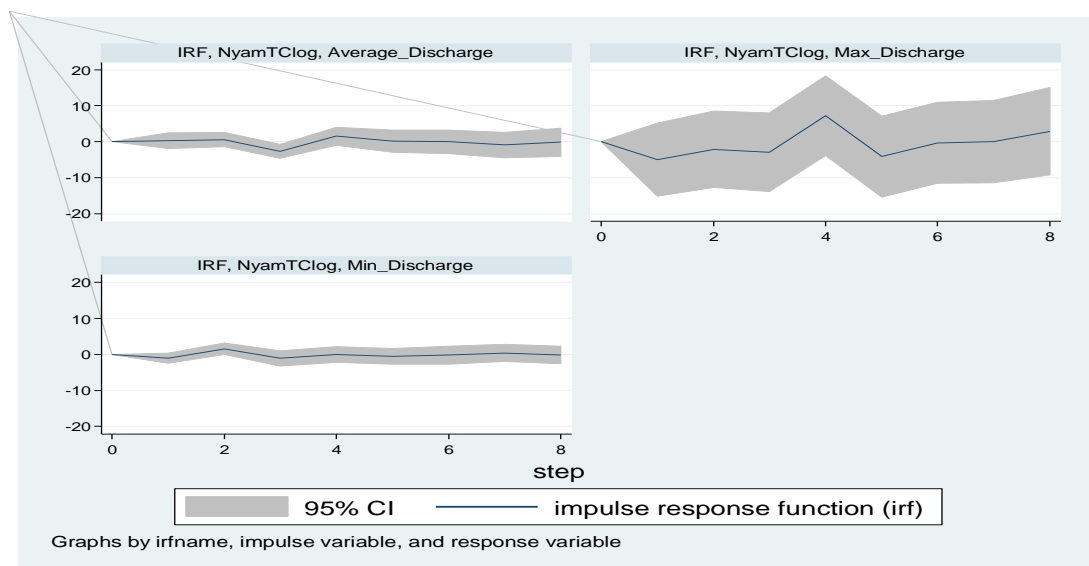 IRF, NyamTClog, Average_Discharge
IRF, NyamTClog, Max_Discharge
20
10
0
-10
-20
0 2 4 6 8
IRF, NyamTClog, Min_Discharge
20
10
0
-10
-20
0 2 4 6 8
step
95% CI impulse response function (irf)
Graphs by irfname, impulse variable, and response variable